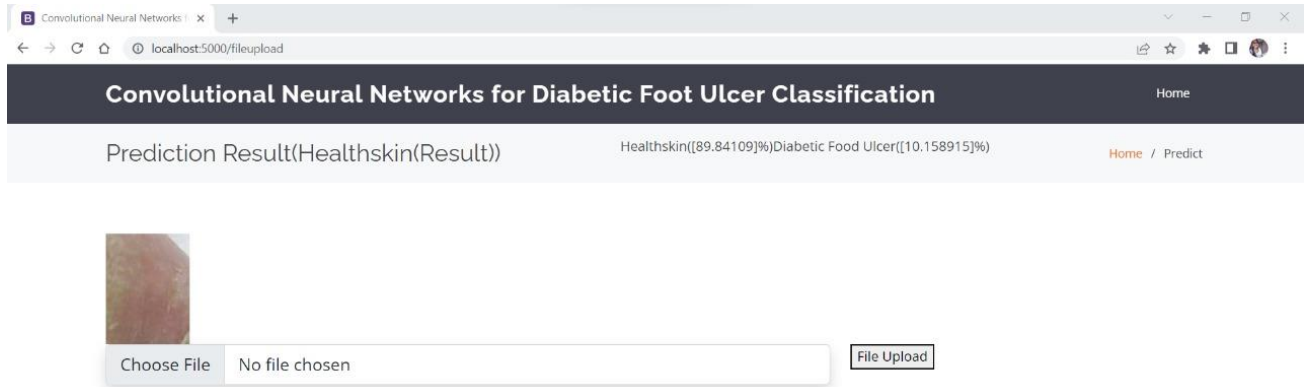 Convolutional Neural Networks f
localhost:5000/fileupload
Convolutional Neural Networks for Diabetic Foot Ulcer Classification
Home
Prediction Result(Healthskin(Result))
Healthskin([89.84109]%)Diabetic Food Ulcer([10.158915]%)
Home / Predict
Choose File
No file chosen
File Upload